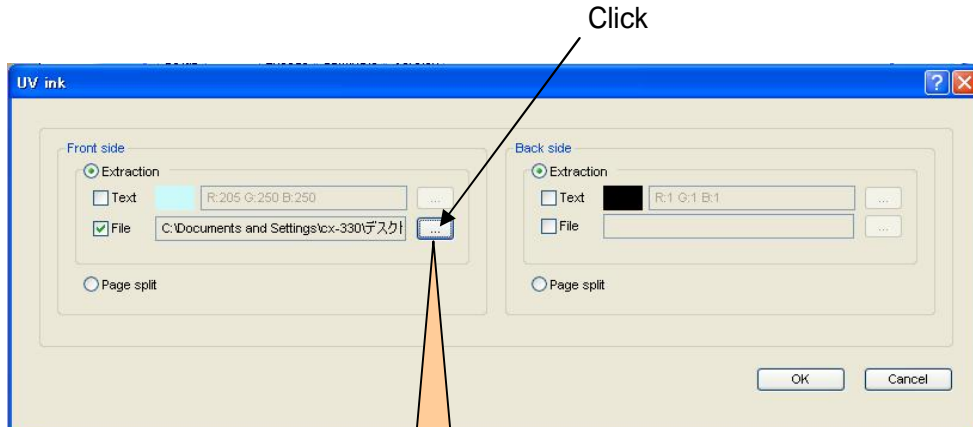 Click
UV ink
Front side
Extraction
Text R:205 G:250 B:250 ...
File C:\Documents and Settings\cx-330\デスクト ...
Page split
Back side
Extraction
Text R:1 G:1 B:1 ...
File ...
Page split
OK Cancel